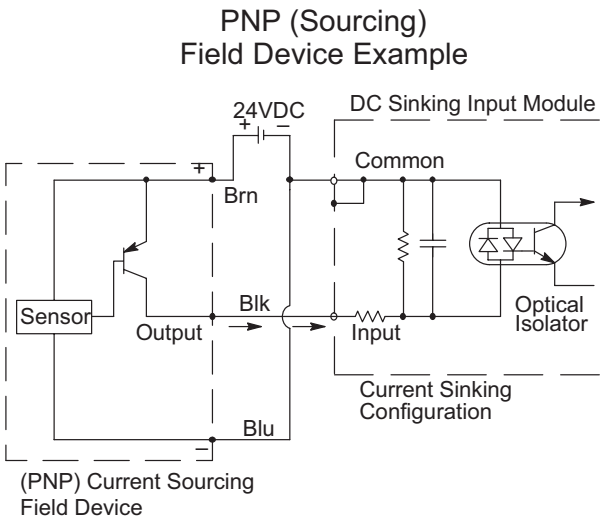 PNP (Sourcing)
Field Device Example
24VDC
+ –
DC Sinking Input Module
Common
+
Brn
Sensor
Output
Blk
Input
Optical
Isolator
Current Sinking
Configuration
Blu
–
(PNP) Current Sourcing
Field Device